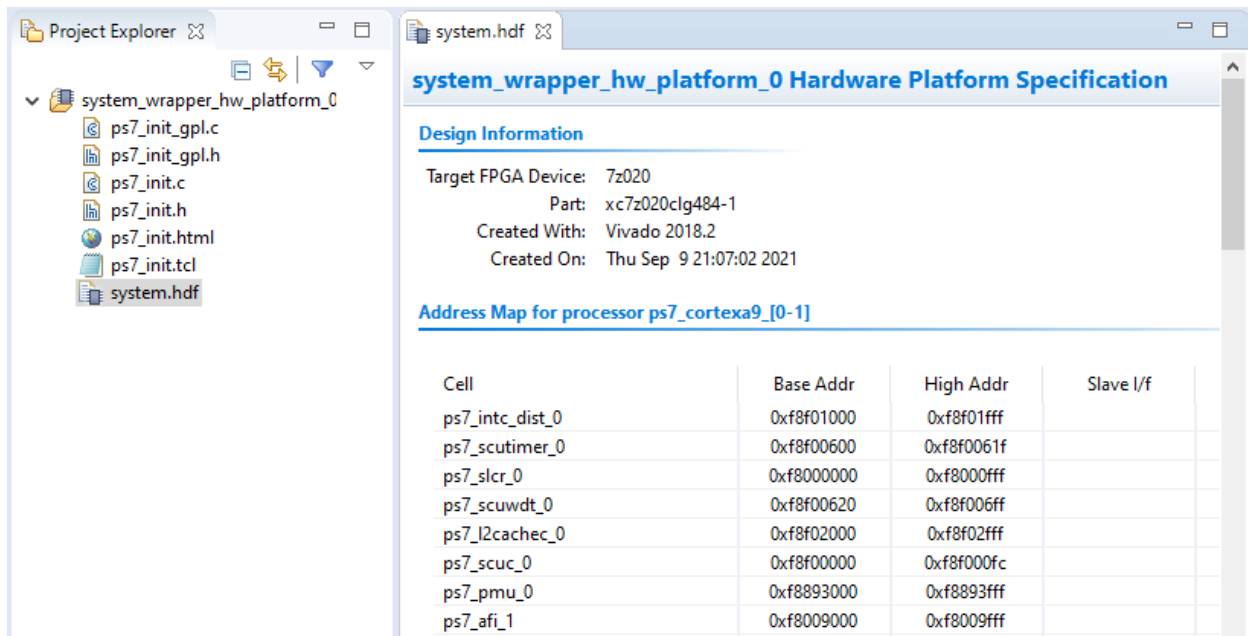 Project Explorer
system_wrapper_hw_platform_0
ps7_init_gpl.c
ps7_init_gpl.h
ps7_init.c
ps7_init.h
ps7_init.html
ps7_init.tcl
system.hdf
system.hdf
system_wrapper_hw_platform_0 Hardware Platform Specification
Design Information
Target FPGA Device: 7z020
Part: xc7z020clg484-1
Created With: Vivado 2018.2
Created On: Thu Sep 9 21:07:02 2021
Address Map for processor ps7_cortexa9_[0-1]
Cell Base Addr High Addr Slave I/f
ps7_intc_dist_0 0xf8f01000 0xf8f01fff
ps7_scutimer_0 0xf8f00600 0xf8f0061f
ps7_slcr_0 0xf8000000 0xf8000fff
ps7_scuwdt_0 0xf8f00620 0xf8f006ff
ps7_l2cachec_0 0xf8f02000 0xf8f02fff
ps7_scuc_0 0xf8f00000 0xf8f000fc
ps7_pmu_0 0xf8893000 0xf8893fff
ps7_afi_1 0xf8009000 0xf8009fff